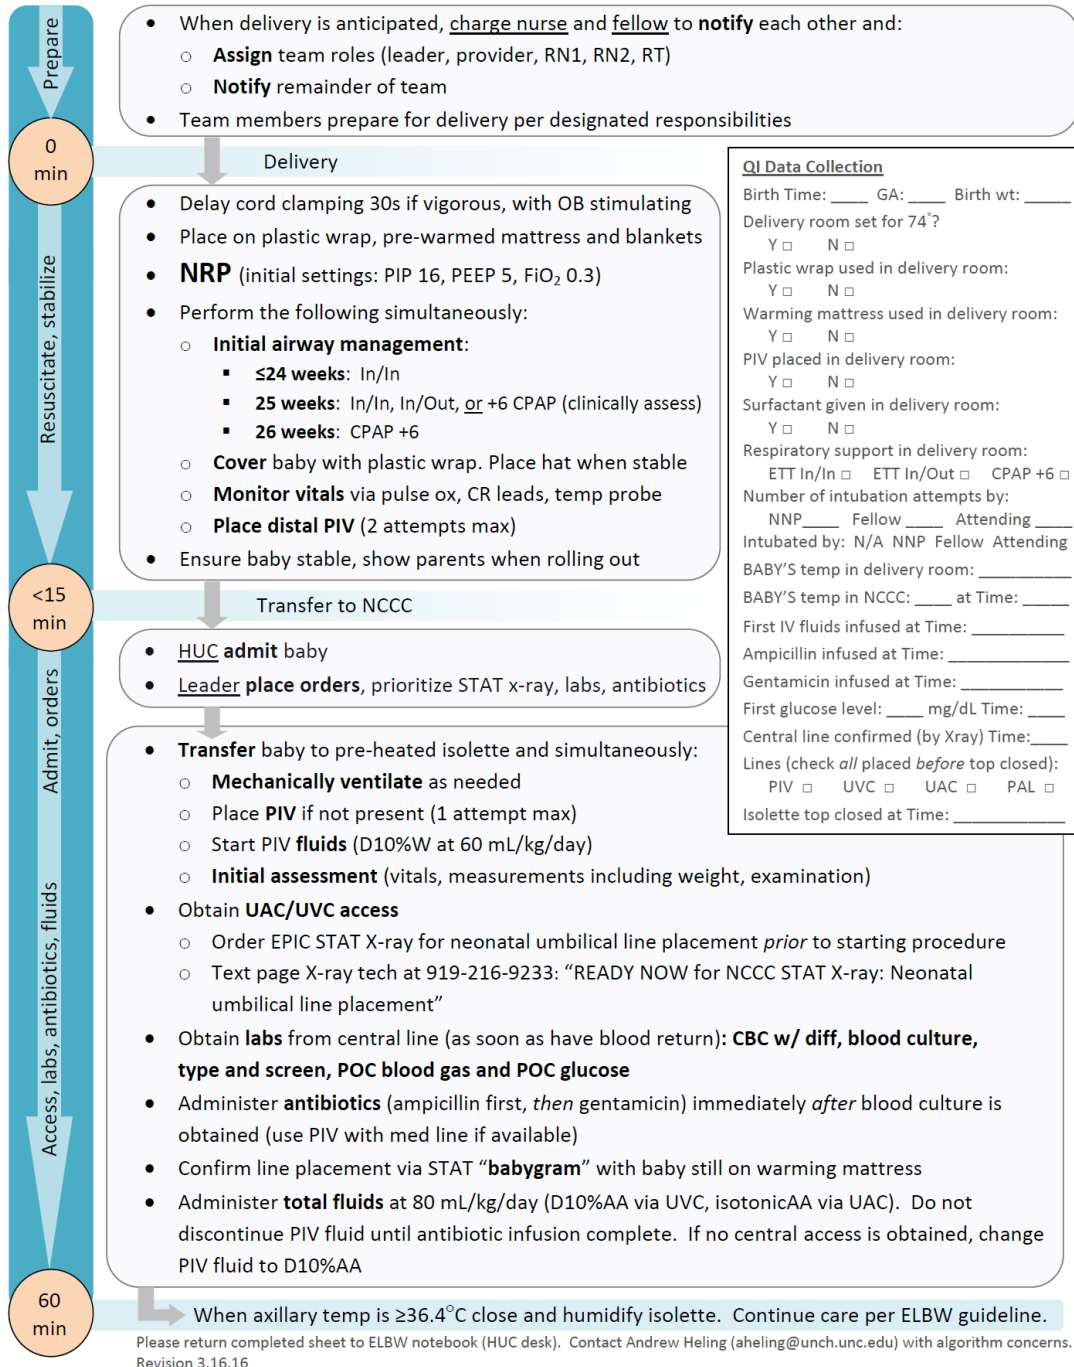 Prepare
• When delivery is anticipated, charge nurse and fellow to notify each other and:
○ Assign team roles (leader, provider, RN1, RN2, RT)
○ Notify remainder of team
• Team members prepare for delivery per designated responsibilities
0
min
Delivery
Resuscitate, stabilize
• Delay cord clamping 30s if vigorous, with OB stimulating
• Place on plastic wrap, pre-warmed mattress and blankets
• NRP (initial settings: PIP 16, PEEP 5, FiO₂ 0.3)
• Perform the following simultaneously:
○ Initial airway management:
▪ ≤24 weeks: In/In
▪ 25 weeks: In/In, In/Out, or +6 CPAP (clinically assess)
▪ 26 weeks: CPAP +6
○ Cover baby with plastic wrap. Place hat when stable
○ Monitor vitals via pulse ox, CR leads, temp probe
○ Place distal PIV (2 attempts max)
• Ensure baby stable, show parents when rolling out
<15
min
Transfer to NCCC
Admit, orders
• HUC admit baby
• Leader place orders, prioritize STAT x-ray, labs, antibiotics
QI Data Collection
Birth Time: ____ GA: ____ Birth wt: _____
Delivery room set for 74°?
Y □ N □
Plastic wrap used in delivery room:
Y □ N □
Warming mattress used in delivery room:
Y □ N □
PIV placed in delivery room:
Y □ N □
Surfactant given in delivery room:
Y □ N □
Respiratory support in delivery room:
ETT In/In □ ETT In/Out □ CPAP +6 □
Number of intubation attempts by:
NNP____ Fellow ____ Attending ____
Intubated by: N/A NNP Fellow Attending
BABY'S temp in delivery room: __________
BABY'S temp in NCCC: ____ at Time: _____
First IV fluids infused at Time: __________
Ampicillin infused at Time: _____________
Gentamicin infused at Time: ___________
First glucose level: ____ mg/dL Time: ____
Central line confirmed (by Xray) Time:____
Lines (check all placed before top closed):
PIV □ UVC □ UAC □ PAL □
Isolette top closed at Time: ____________
Access, labs, antibiotics, fluids
• Transfer baby to pre-heated isolette and simultaneously:
○ Mechanically ventilate as needed
○ Place PIV if not present (1 attempt max)
○ Start PIV fluids (D10%W at 60 mL/kg/day)
○ Initial assessment (vitals, measurements including weight, examination)
• Obtain UAC/UVC access
○ Order EPIC STAT X-ray for neonatal umbilical line placement prior to starting procedure
○ Text page X-ray tech at 919-216-9233: “READY NOW for NCCC STAT X-ray: Neonatal
umbilical line placement”
• Obtain labs from central line (as soon as have blood return): CBC w/ diff, blood culture,
type and screen, POC blood gas and POC glucose
• Administer antibiotics (ampicillin first, then gentamicin) immediately after blood culture is
obtained (use PIV with med line if available)
• Confirm line placement via STAT “babygram” with baby still on warming mattress
• Administer total fluids at 80 mL/kg/day (D10%AA via UVC, isotonicAA via UAC). Do not
discontinue PIV fluid until antibiotic infusion complete. If no central access is obtained, change
PIV fluid to D10%AA
60
min
When axillary temp is ≥36.4°C close and humidify isolette. Continue care per ELBW guideline.
Please return completed sheet to ELBW notebook (HUC desk). Contact Andrew Heling (aheling@unch.unc.edu) with algorithm concerns.
Revision 3.16.16